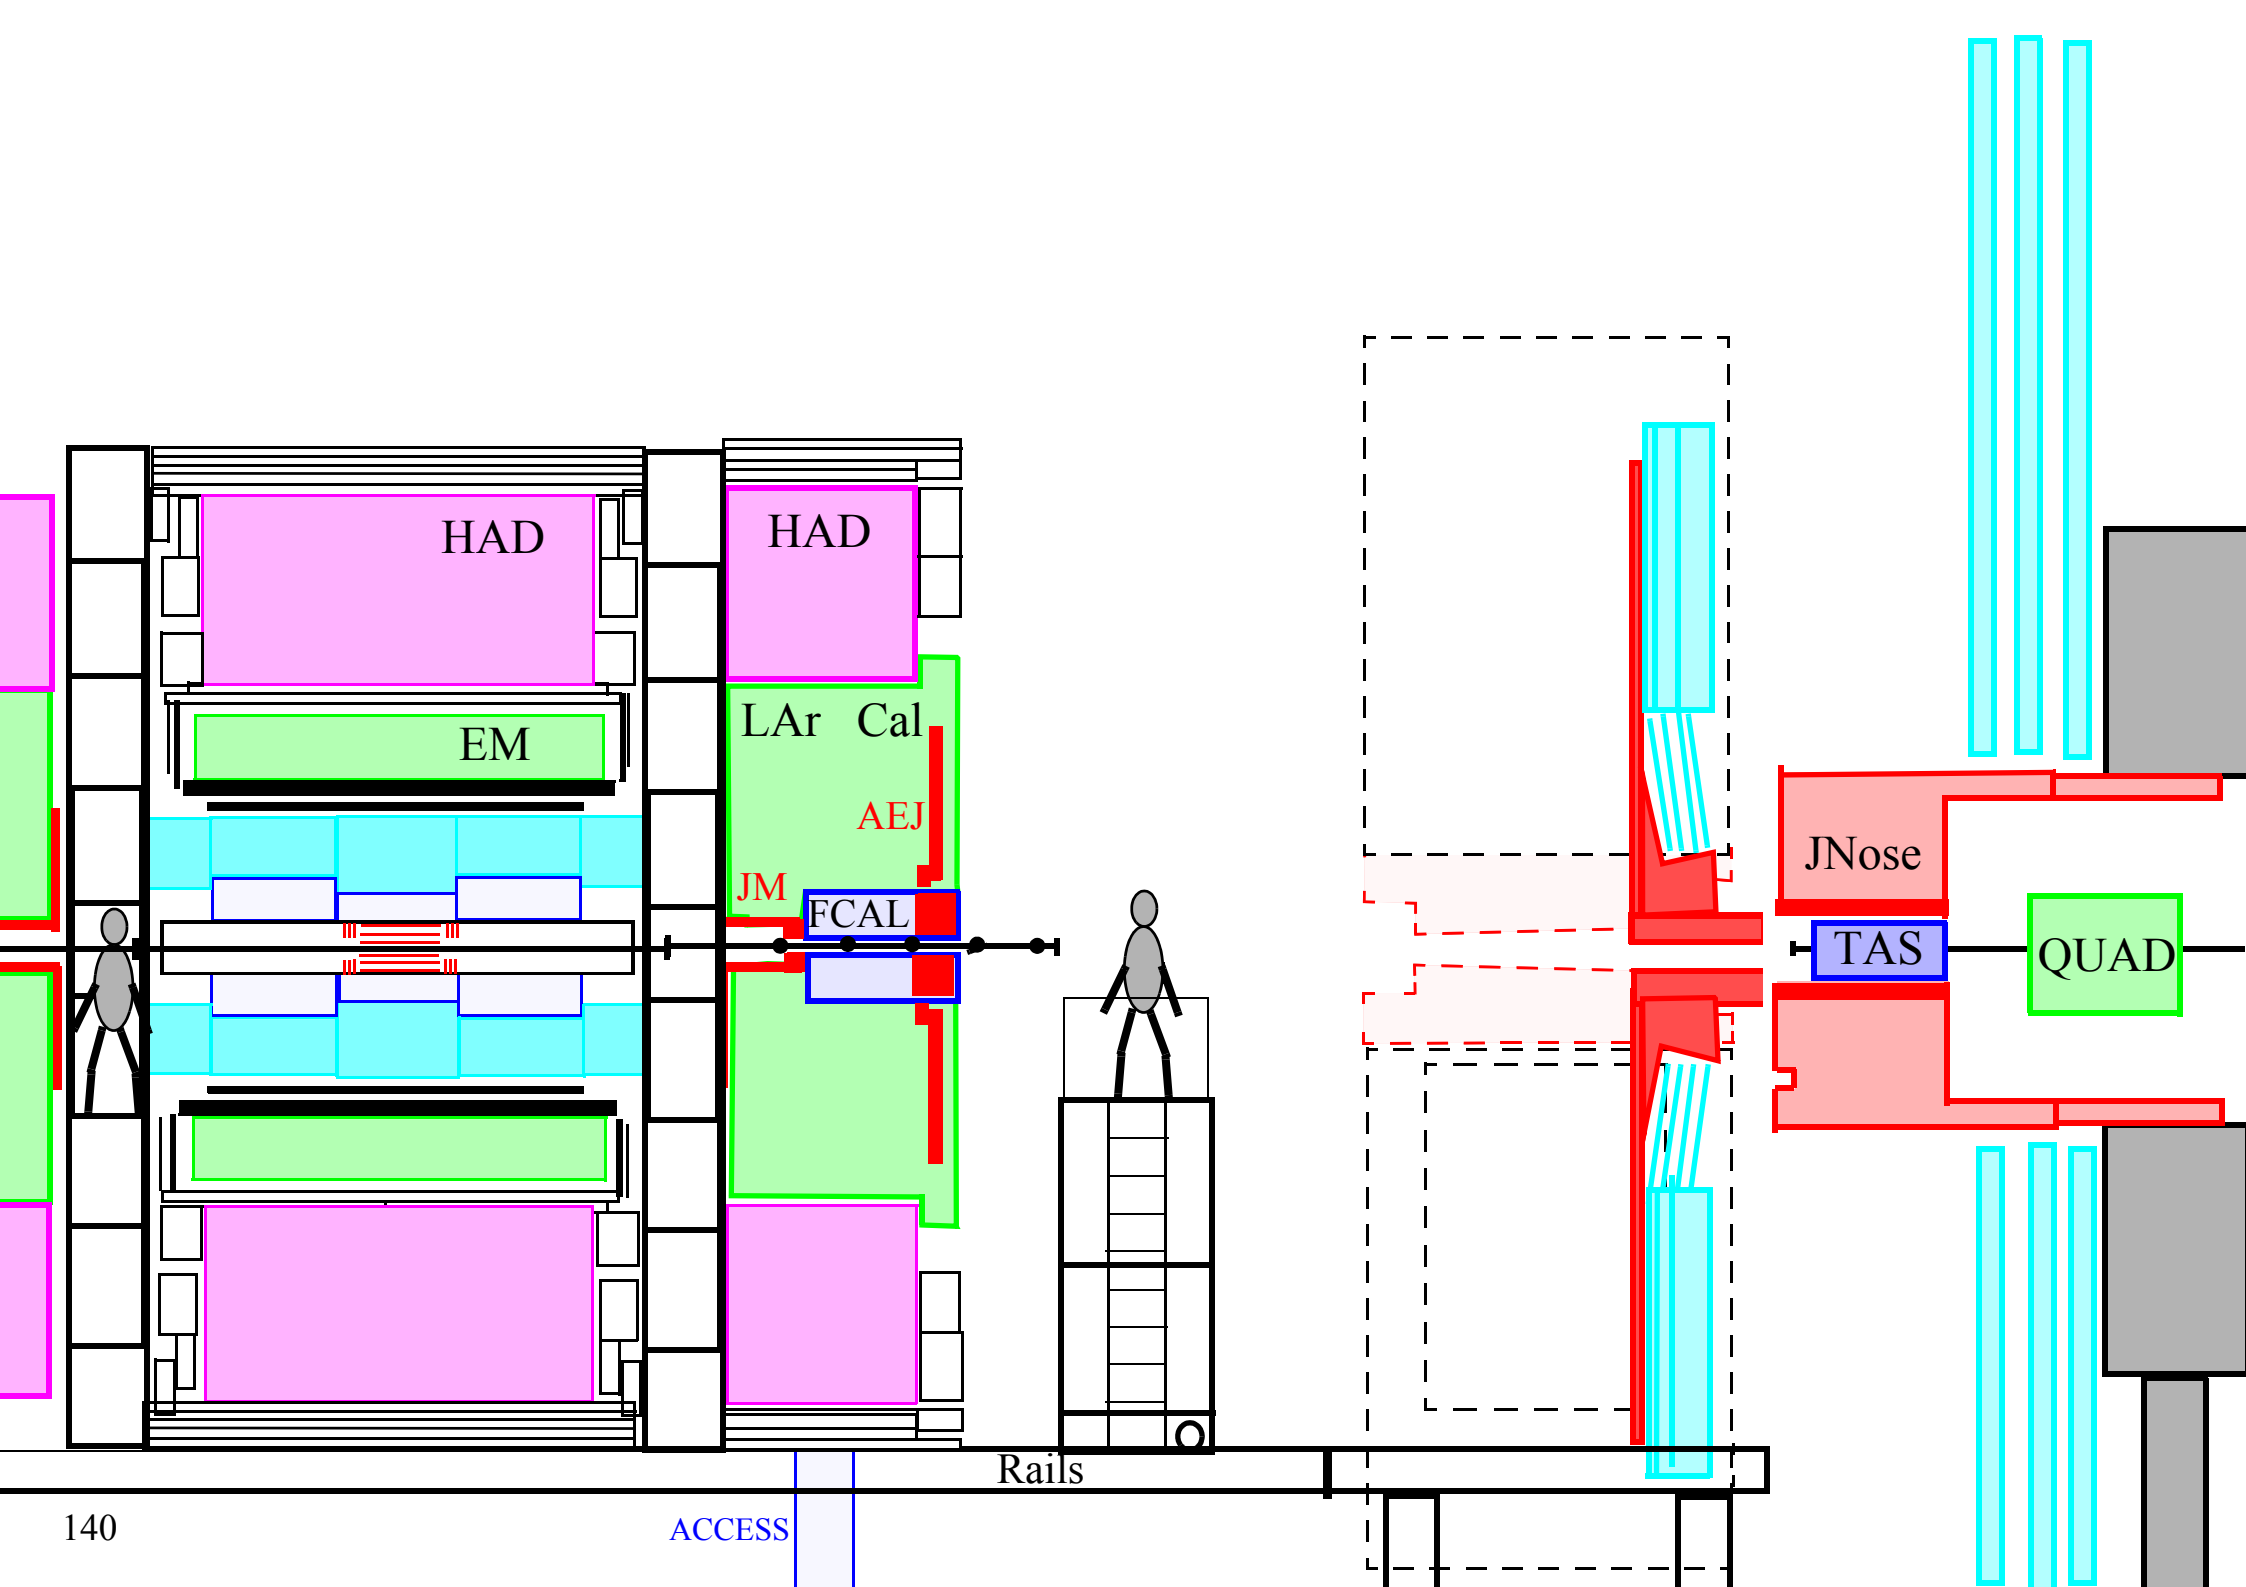 HAD
HAD
LAr Cal
EM
AEJ
JNose
JM
FCAL
TAS
QUAD
Rails
140
ACCESS